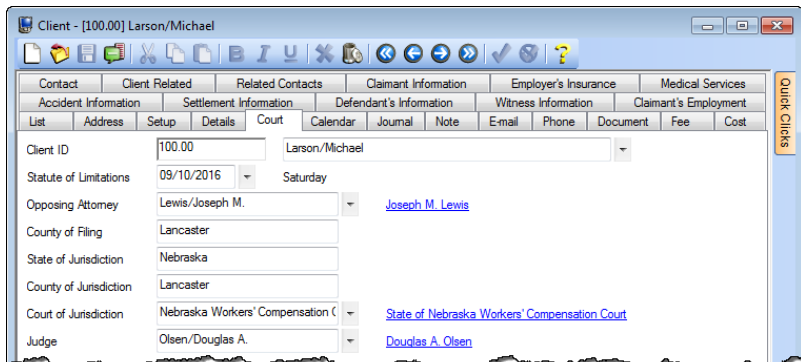 Client - [100.00] Larson/Michael
B I U ?
Contact Client Related Related Contacts Claimant Information Employer's Insurance Medical Services
Accident Information Settlement Information Defendant's Information Witness Information Claimant's Employment
List Address Setup Details Court Calendar Journal Note E-mail Phone Document Fee Cost
Quick Clicks
Client ID 100.00 Larson/Michael
Statute of Limitations 09/10/2016 Saturday
Opposing Attorney Lewis/Joseph M. Joseph M. Lewis
County of Filing Lancaster
State of Jurisdiction Nebraska
County of Jurisdiction Lancaster
Court of Jurisdiction Nebraska Workers' Compensation ( State of Nebraska Workers' Compensation Court
Judge Olsen/Douglas A. Douglas A. Olsen